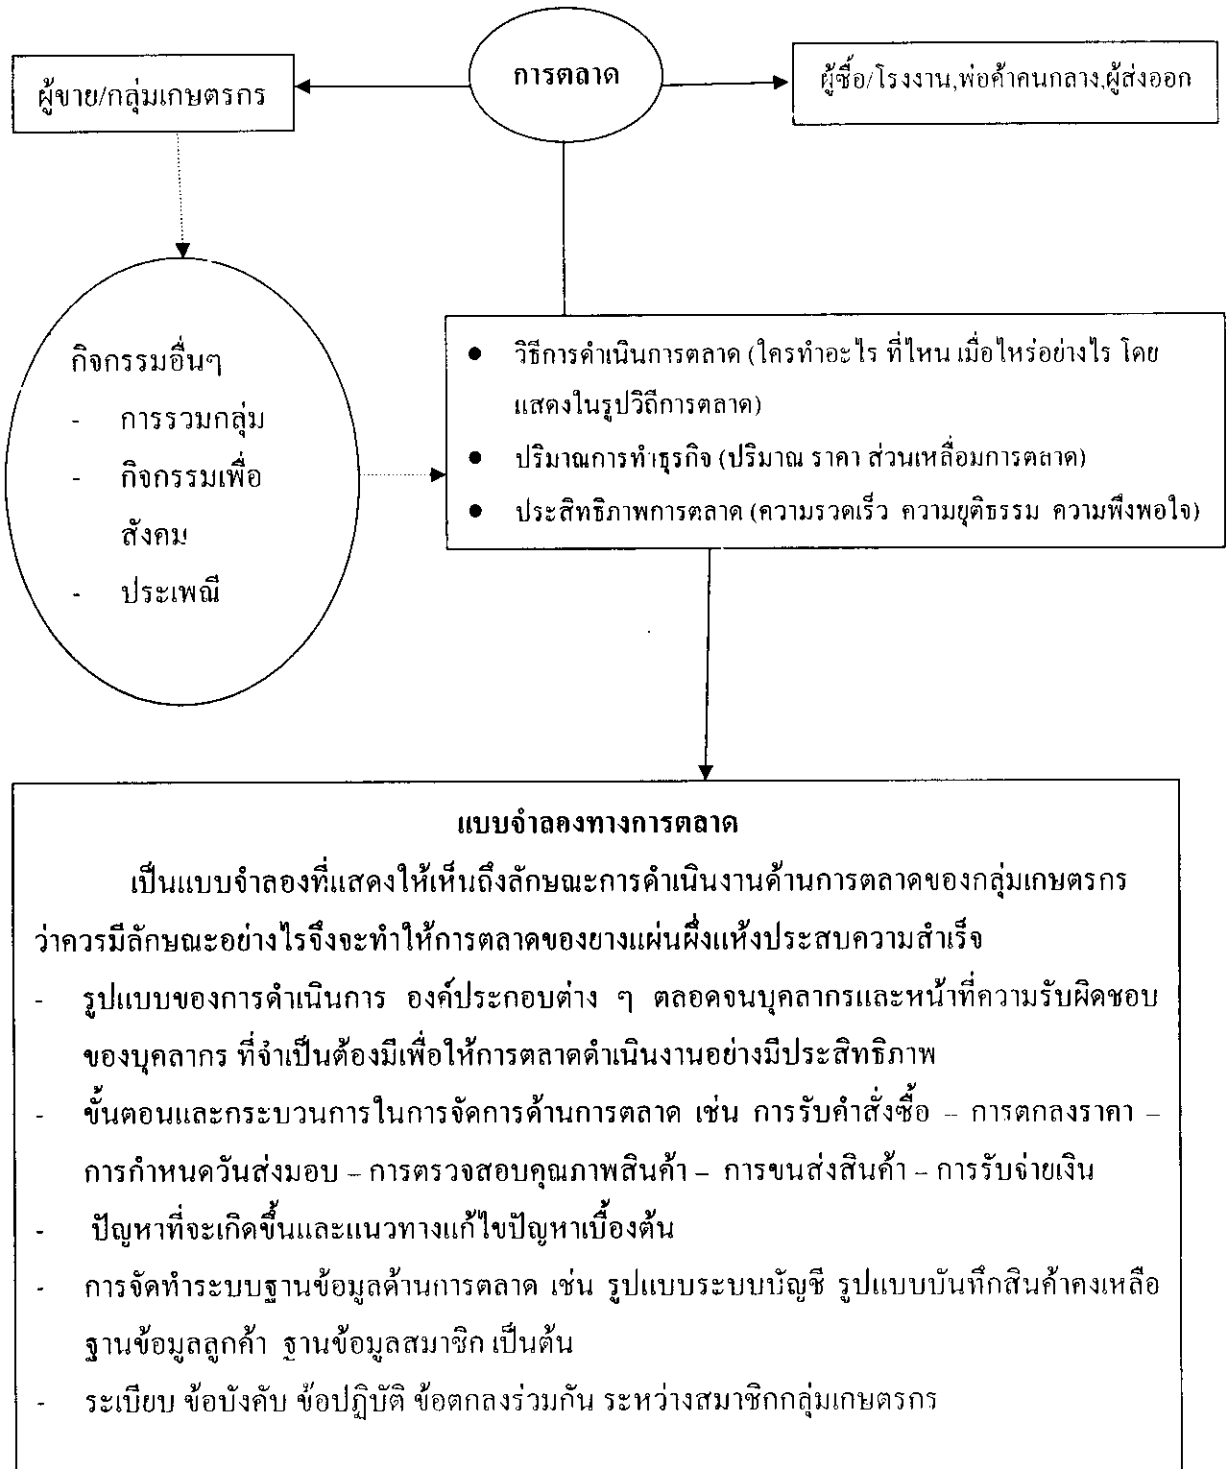 การตลาด
ผู้ขาย/กลุ่มเกษตรกร
ผู้ซื้อ/โรงงาน,พ่อค้าคนกลาง,ผู้ส่งออก
กิจกรรมอื่นๆ
- การรวมกลุ่ม
- กิจกรรมเพื่อ
สังคม
- ประเพณี
● วิธีการดำเนินการตลาด (ใครทำอะไร ที่ไหน เมื่อไหร่อย่างไร โดย
แสดงในรูปวิถีการตลาด)
● ปริมาณการทำธุรกิจ (ปริมาณ ราคา ส่วนเหลื่อมการตลาด)
● ประสิทธิภาพการตลาด (ความรวดเร็ว ความยุติธรรม ความพึงพอใจ)
แบบจำลองทางการตลาด
เป็นแบบจำลองที่แสดงให้เห็นถึงลักษณะการดำเนินงานด้านการตลาดของกลุ่มเกษตรกร
ว่าควรมีลักษณะอย่างไรจึงจะทำให้การตลาดของยางแผ่นผึ่งแห้งประสบความสำเร็จ
- รูปแบบของการดำเนินการ องค์ประกอบต่าง ๆ ตลอดจนบุคลากรและหน้าที่ความรับผิดชอบ
ของบุคลากร ที่จำเป็นต้องมีเพื่อให้การตลาดดำเนินงานอย่างมีประสิทธิภาพ
- ขั้นตอนและกระบวนการในการจัดการด้านการตลาด เช่น การรับคำสั่งซื้อ – การตกลงราคา –
การกำหนดวันส่งมอบ – การตรวจสอบคุณภาพสินค้า – การขนส่งสินค้า – การรับจ่ายเงิน
- ปัญหาที่จะเกิดขึ้นและแนวทางแก้ไขปัญหาเบื้องต้น
- การจัดทำระบบฐานข้อมูลด้านการตลาด เช่น รูปแบบระบบบัญชี รูปแบบบันทึกสินค้าคงเหลือ
ฐานข้อมูลลูกค้า ฐานข้อมูลสมาชิก เป็นต้น
- ระเบียบ ข้อบังคับ ข้อปฏิบัติ ข้อตกลงร่วมกัน ระหว่างสมาชิกกลุ่มเกษตรกร